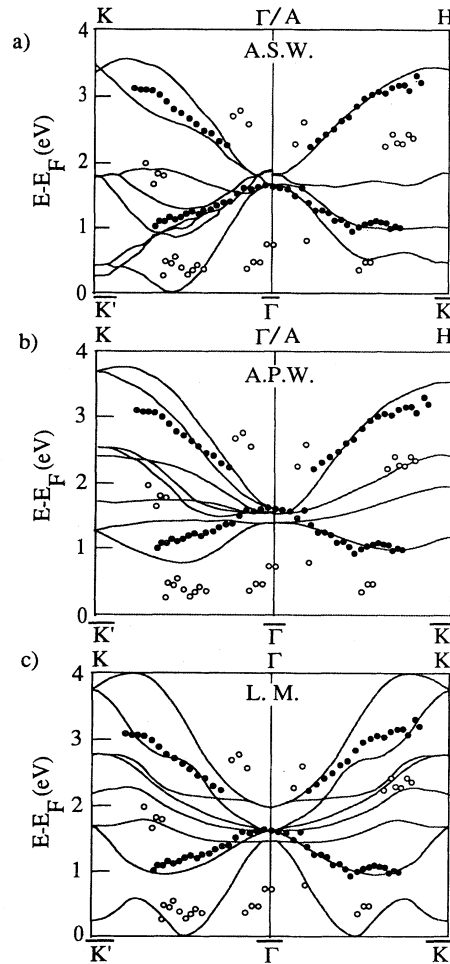 K Γ/A H
a)
A.S.W.
E-E_F (eV)
4
3
2
1
0
K̅' Γ̅ K̅
K Γ/A H
b)
A.P.W.
E-E_F (eV)
4
3
2
1
0
K̅' Γ̅ K̅
K Γ K
c)
L.M.
E-E_F (eV)
4
3
2
1
0
K̅' Γ̅ K̅